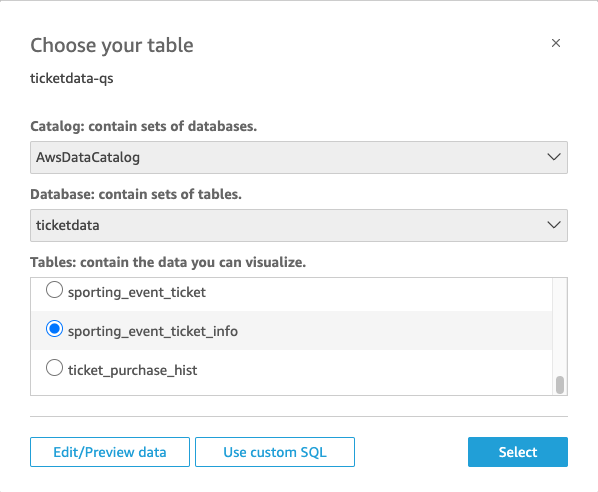 Choose your table
ticketdata-qs
Catalog: contain sets of databases.
AwsDataCatalog
Database: contain sets of tables.
ticketdata
Tables: contain the data you can visualize.
sporting_event_ticket
sporting_event_ticket_info
ticket_purchase_hist
Edit/Preview data
Use custom SQL
Select